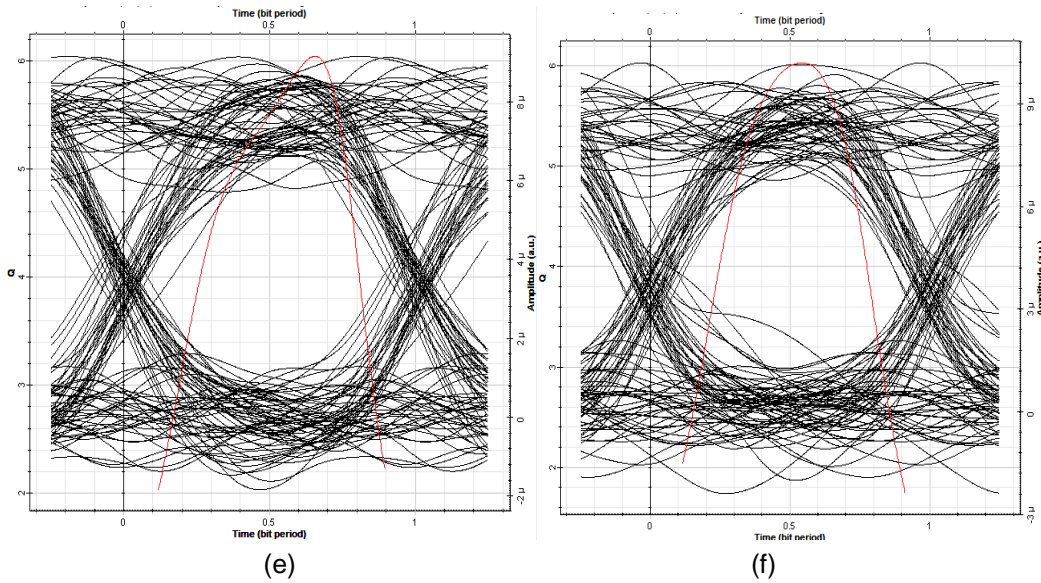 Time (bit period)
0 0.5 1
6
5
4
3
2
Q
8 µ
6 µ
4 µ
2 µ
0
-2 µ
Amplitude (a.u.)
0 0.5 1
Time (bit period)
(e)
Time (bit period)
0 0.5 1
6
5
4
3
2
Q
9 µ
6 µ
3 µ
0
-3 µ
Amplitude (a.u.)
0 0.5 1
Time (bit period)
(f)